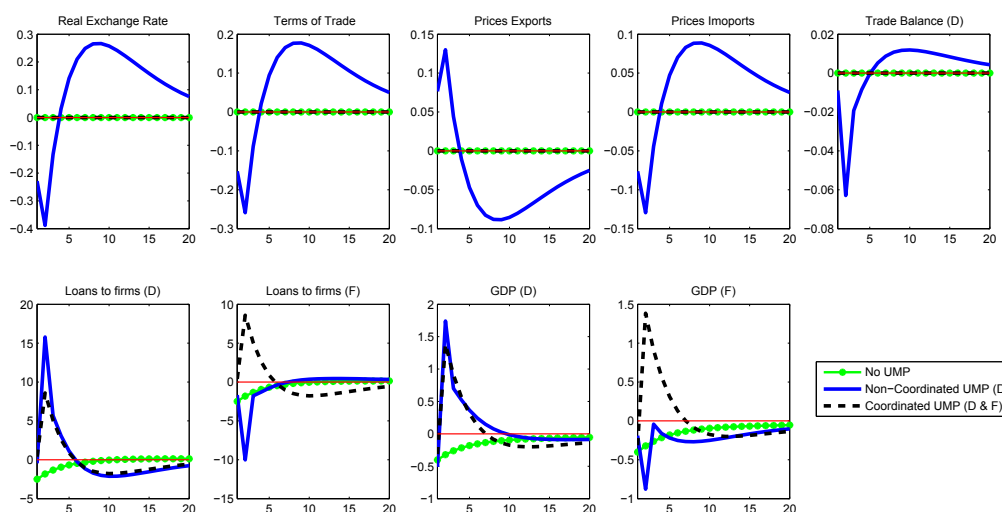 Real Exchange Rate
0.3
0.2
0.1
0
−0.1
−0.2
−0.3
−0.4
5 10 15 20
Terms of Trade
0.2
0.1
0
−0.1
−0.2
−0.3
5 10 15 20
Prices Exports
0.15
0.1
0.05
0
−0.05
−0.1
5 10 15 20
Prices Imoports
0.1
0.05
0
−0.05
−0.1
−0.15
5 10 15 20
Trade Balance (D)
0.02
0
−0.02
−0.04
−0.06
−0.08
5 10 15 20
Loans to firms (D)
20
15
10
5
0
−5
5 10 15 20
Loans to firms (F)
10
5
0
−5
−10
−15
5 10 15 20
GDP (D)
2
1.5
1
0.5
0
−0.5
−1
5 10 15 20
GDP (F)
1.5
1
0.5
0
−0.5
−1
5 10 15 20
No UMP
Non−Coordinated UMP (D
Coordinated UMP (D & F)